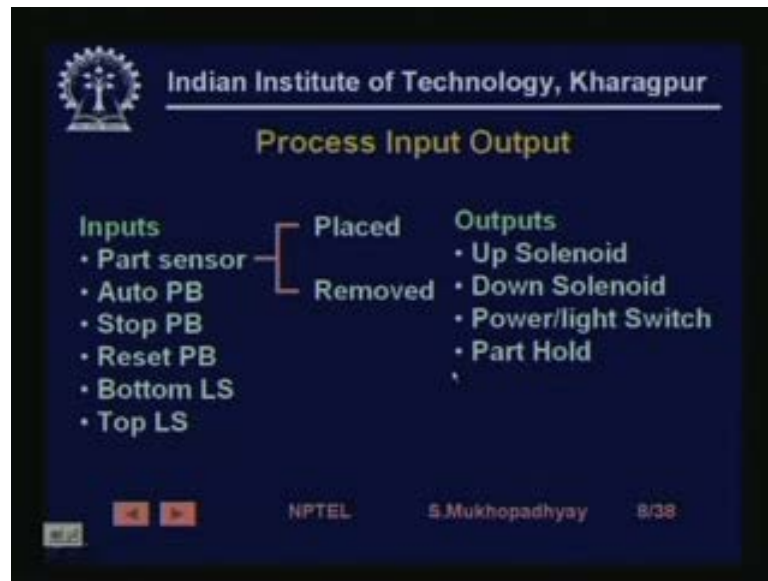 Indian Institute of Technology, Kharagpur
Process Input Output
Inputs
• Part sensor
• Auto PB
• Stop PB
• Reset PB
• Bottom LS
• Top LS
Placed
Removed
Outputs
• Up Solenoid
• Down Solenoid
• Power/light Switch
• Part Hold
NPTEL S.Mukhopadhyay 8/38